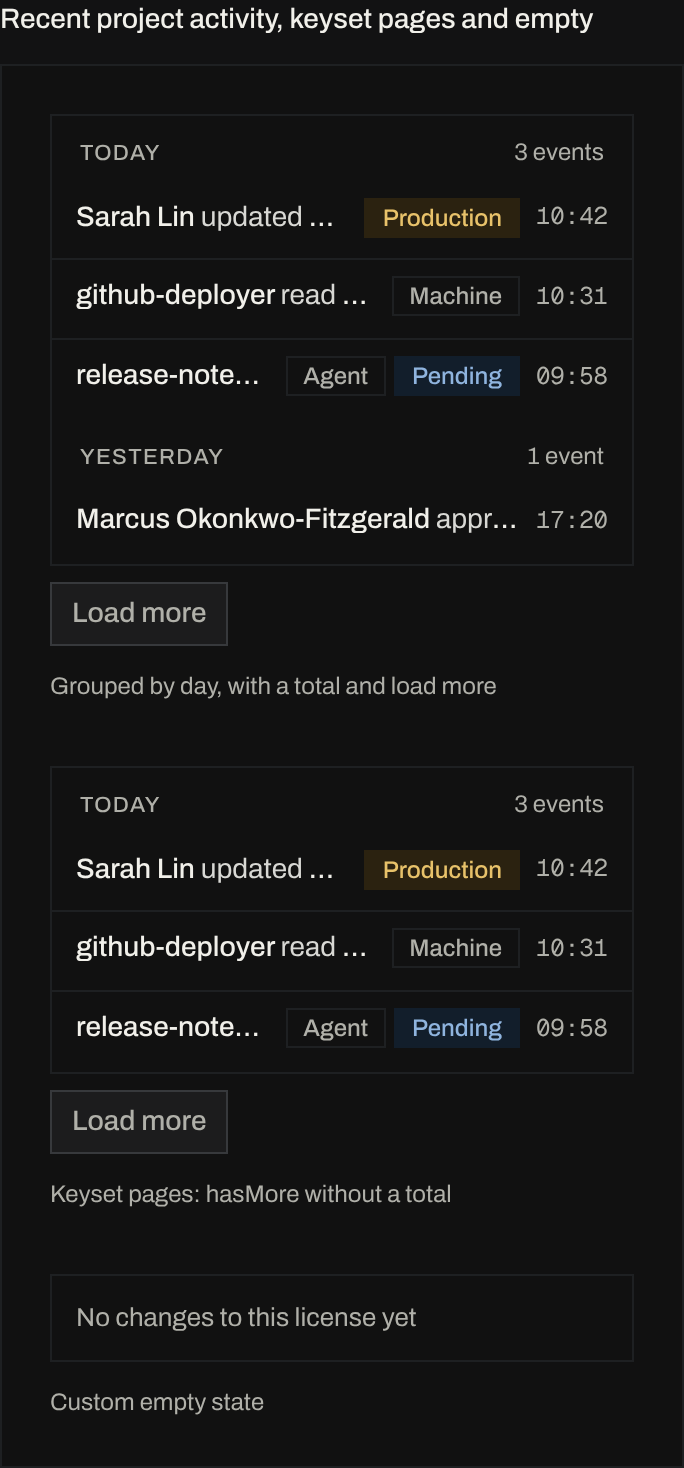 Recent project activity, keyset pages and empty
TODAY 3 events
Sarah Lin updated ... Production 10:42
github-deployer read ... Machine 10:31
release-note... Agent Pending 09:58
YESTERDAY 1 event
Marcus Okonkwo-Fitzgerald appr... 17:20
Load more
Grouped by day, with a total and load more
TODAY 3 events
Sarah Lin updated ... Production 10:42
github-deployer read ... Machine 10:31
release-note... Agent Pending 09:58
Load more
Keyset pages: hasMore without a total
No changes to this license yet
Custom empty state